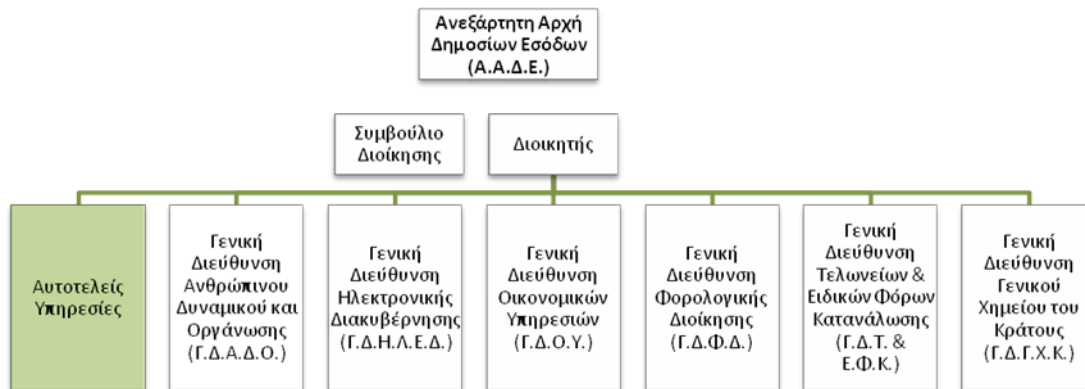 Ανεξάρτητη Αρχή
Δημοσίων Εσόδων
(Α.Α.Δ.Ε.)
Συμβούλιο
Διοίκησης
Διοικητής
Αυτοτελείς
Υπηρεσίες
Γενική
Διεύθυνση
Ανθρώπινου
Δυναμικού και
Οργάνωσης
(Γ.Δ.Α.Δ.Ο.)
Γενική
Διεύθυνση
Ηλεκτρονικής
Διακυβέρνησης
(Γ.Δ.Η.Λ.Ε.Δ.)
Γενική
Διεύθυνση
Οικονομικών
Υπηρεσιών
(Γ.Δ.Ο.Υ.)
Γενική
Διεύθυνση
Φορολογικής
Διοίκησης
(Γ.Δ.Φ.Δ.)
Γενική
Διεύθυνση
Τελωνείων &
Ειδικών Φόρων
Κατανάλωσης
(Γ.Δ.Τ. &
Ε.Φ.Κ.)
Γενική
Διεύθυνση
Γενικού
Χημείου του
Κράτους
(Γ.Δ.Γ.Χ.Κ.)